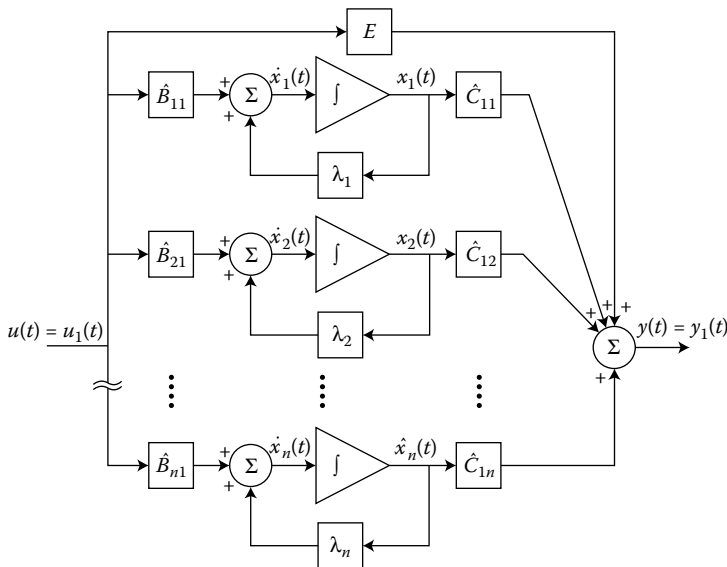 E
ẋ₁(t) x₁(t)
B̂₁₁ + Σ ∫ Ĉ₁₁
+
λ₁
ẋ₂(t) x₂(t)
B̂₂₁ + Σ ∫ Ĉ₁₂
+
λ₂
u(t) = u₁(t)
+ + +
Σ y(t) = y₁(t)
+
ẋₙ(t) x̂ₙ(t)
B̂ₙ₁ + Σ ∫ Ĉ₁ₙ
+
λₙ